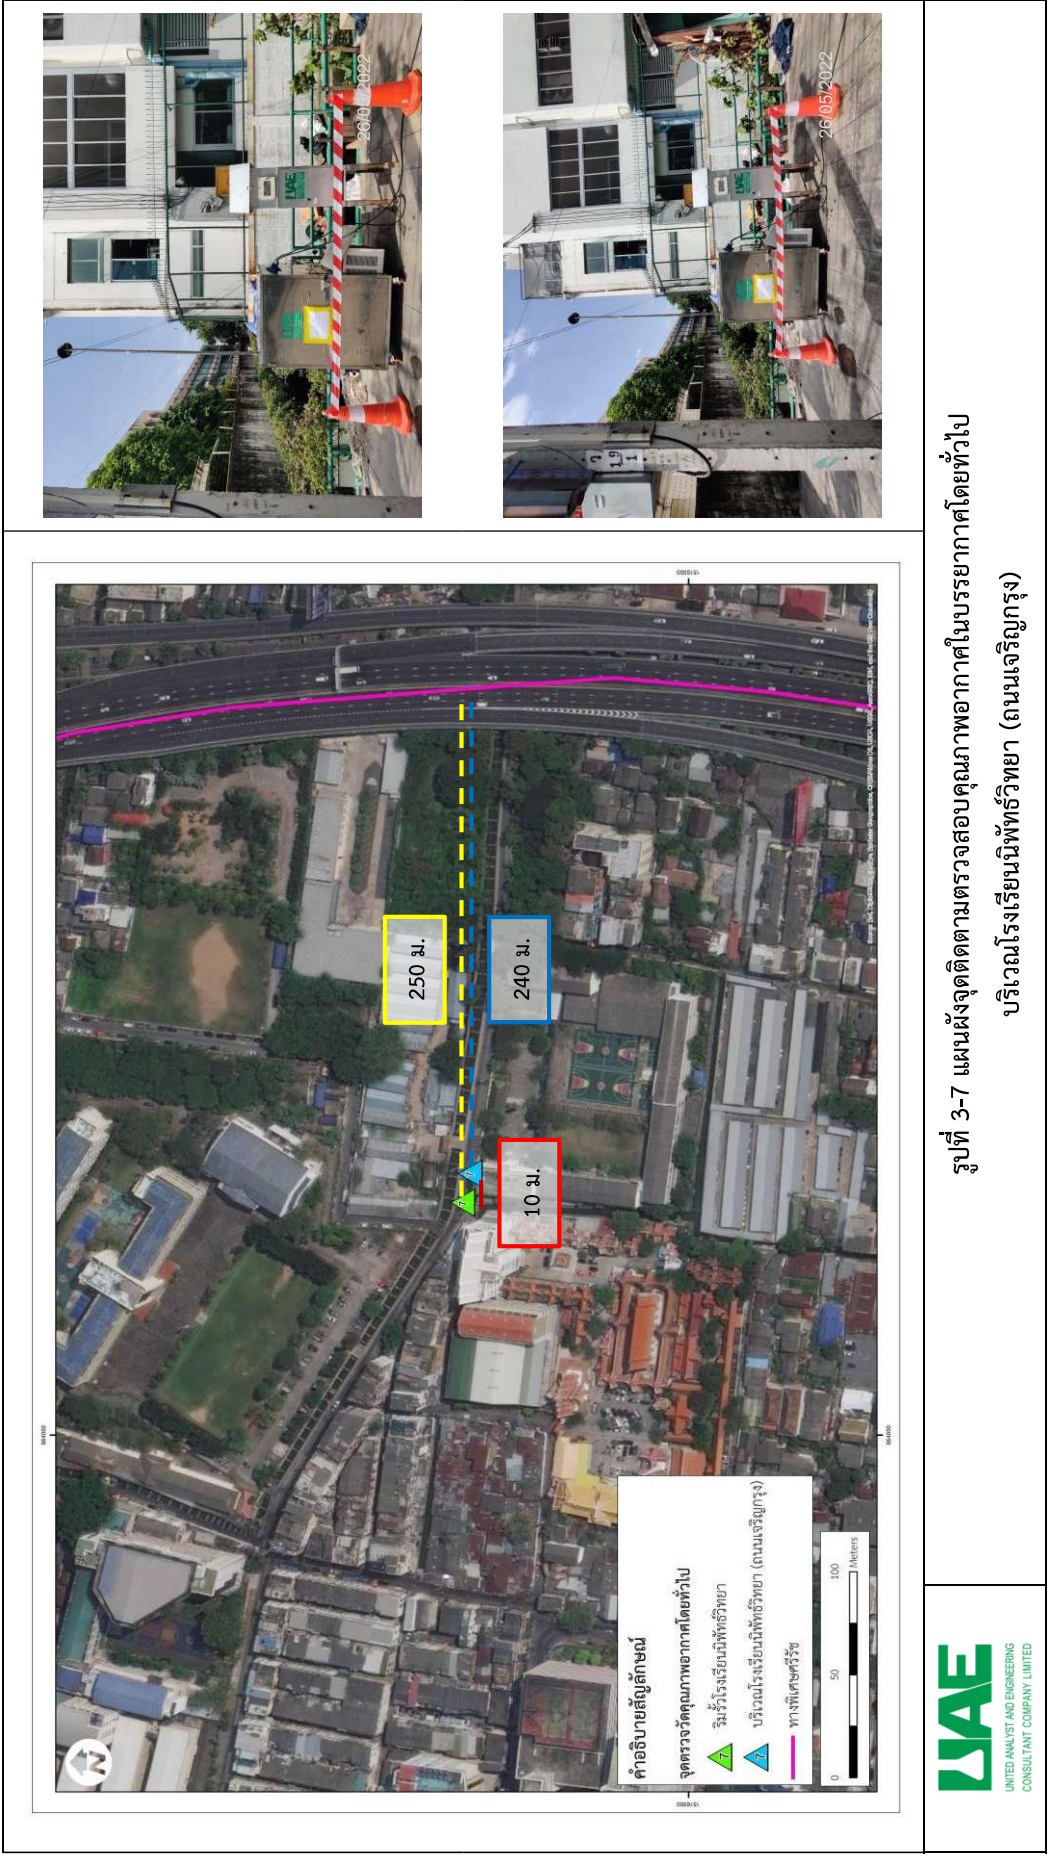 26/05/2022
UAE
26/05/2022
7
19
1
250 ม.
240 ม.
10 ม.
7
7
N
คำอธิบายสัญลักษณ์
จุดตรวจวัดคุณภาพอากาศโดยทั่วไป
7 ริมรั้วโรงเรียนนิพัทธ์วิทยา
7 บริเวณโรงเรียนนิพัทธ์วิทยา (ถนนเจริญกรุง)
ทางพิเศษศรีรัช
0 50 100
Meters
รูปที่ 3-7 แผนผังจุดติดตามตรวจสอบคุณภาพอากาศในบรรยากาศโดยทั่วไป
บริเวณโรงเรียนนิพัทธ์วิทยา (ถนนเจริญกรุง)
UAE
UNITED ANALYST AND ENGINEERING
CONSULTANT COMPANY LIMITED